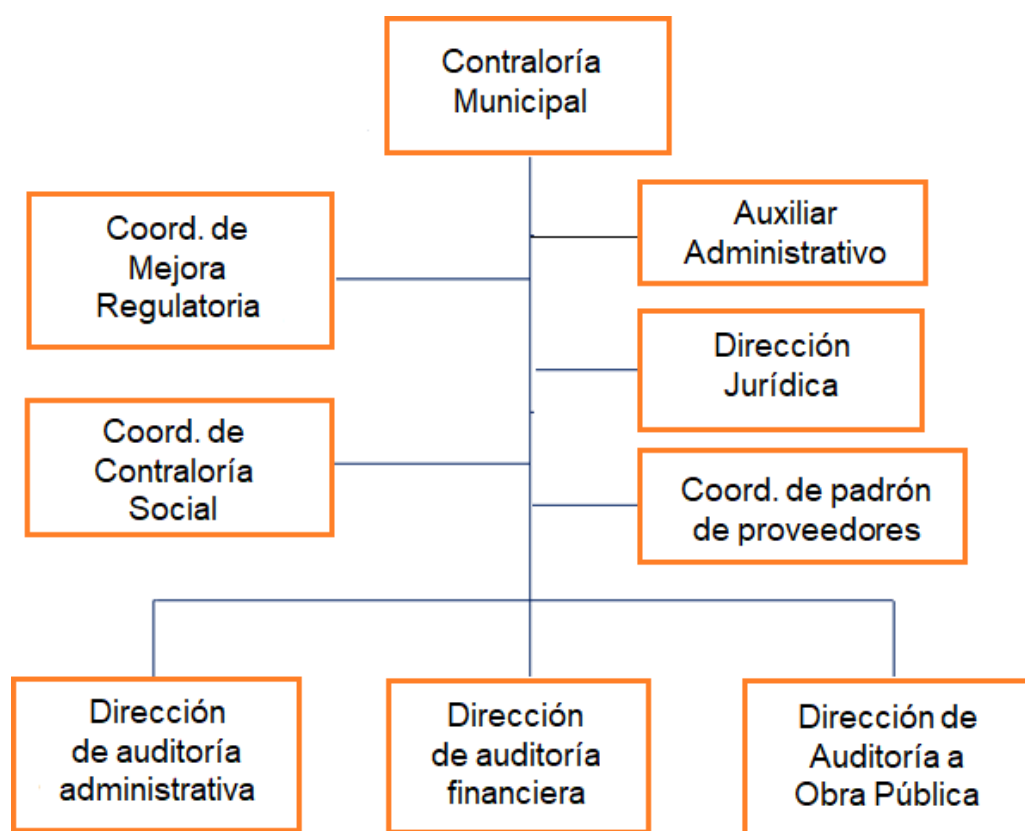 Contraloría
Municipal
Auxiliar
Administrativo
Coord. de
Mejora
Regulatoria
Dirección
Jurídica
Coord. de
Contraloría
Social
Coord. de padrón
de proveedores
Dirección
de auditoría
administrativa
Dirección
de auditoría
financiera
Dirección de
Auditoría a
Obra Pública